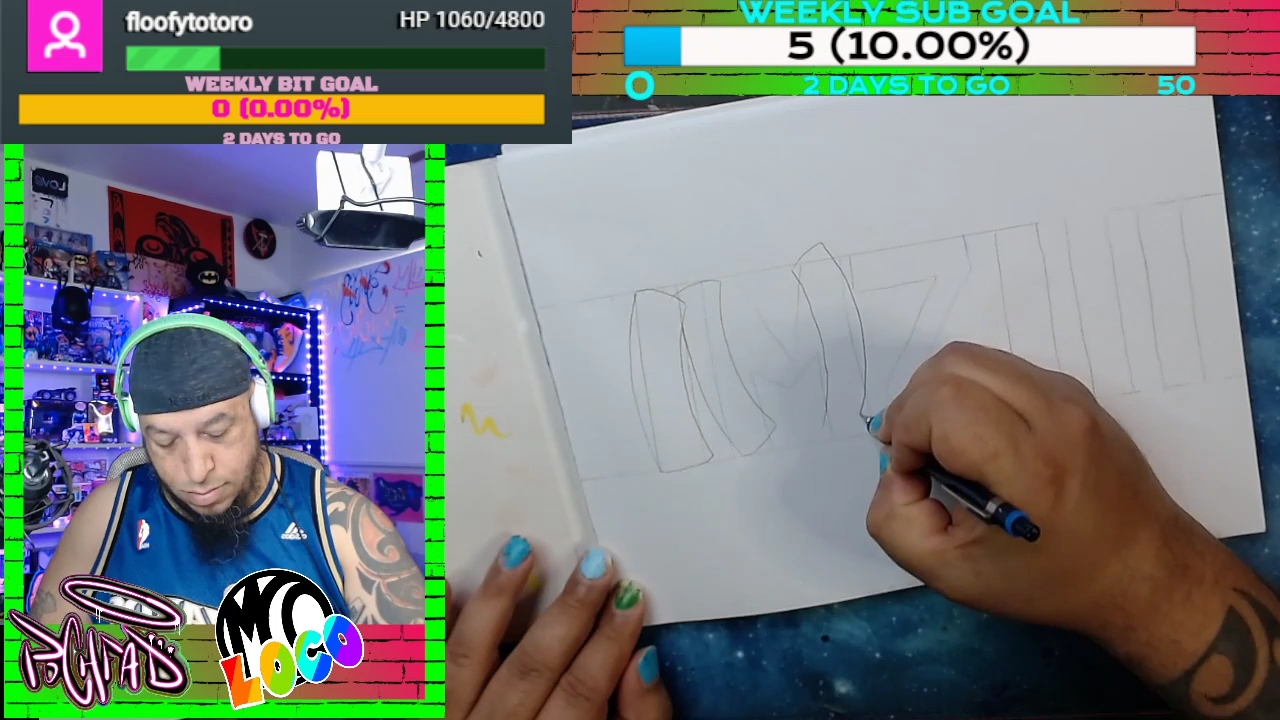 floofytotoro
HP 1060/4800
WEEKLY BIT GOAL
0 (0.00%)
2 DAYS TO GO
WEEKLY SUB GOAL
5 (10.00%)
0
2 DAYS TO GO
50
MC
LOCO